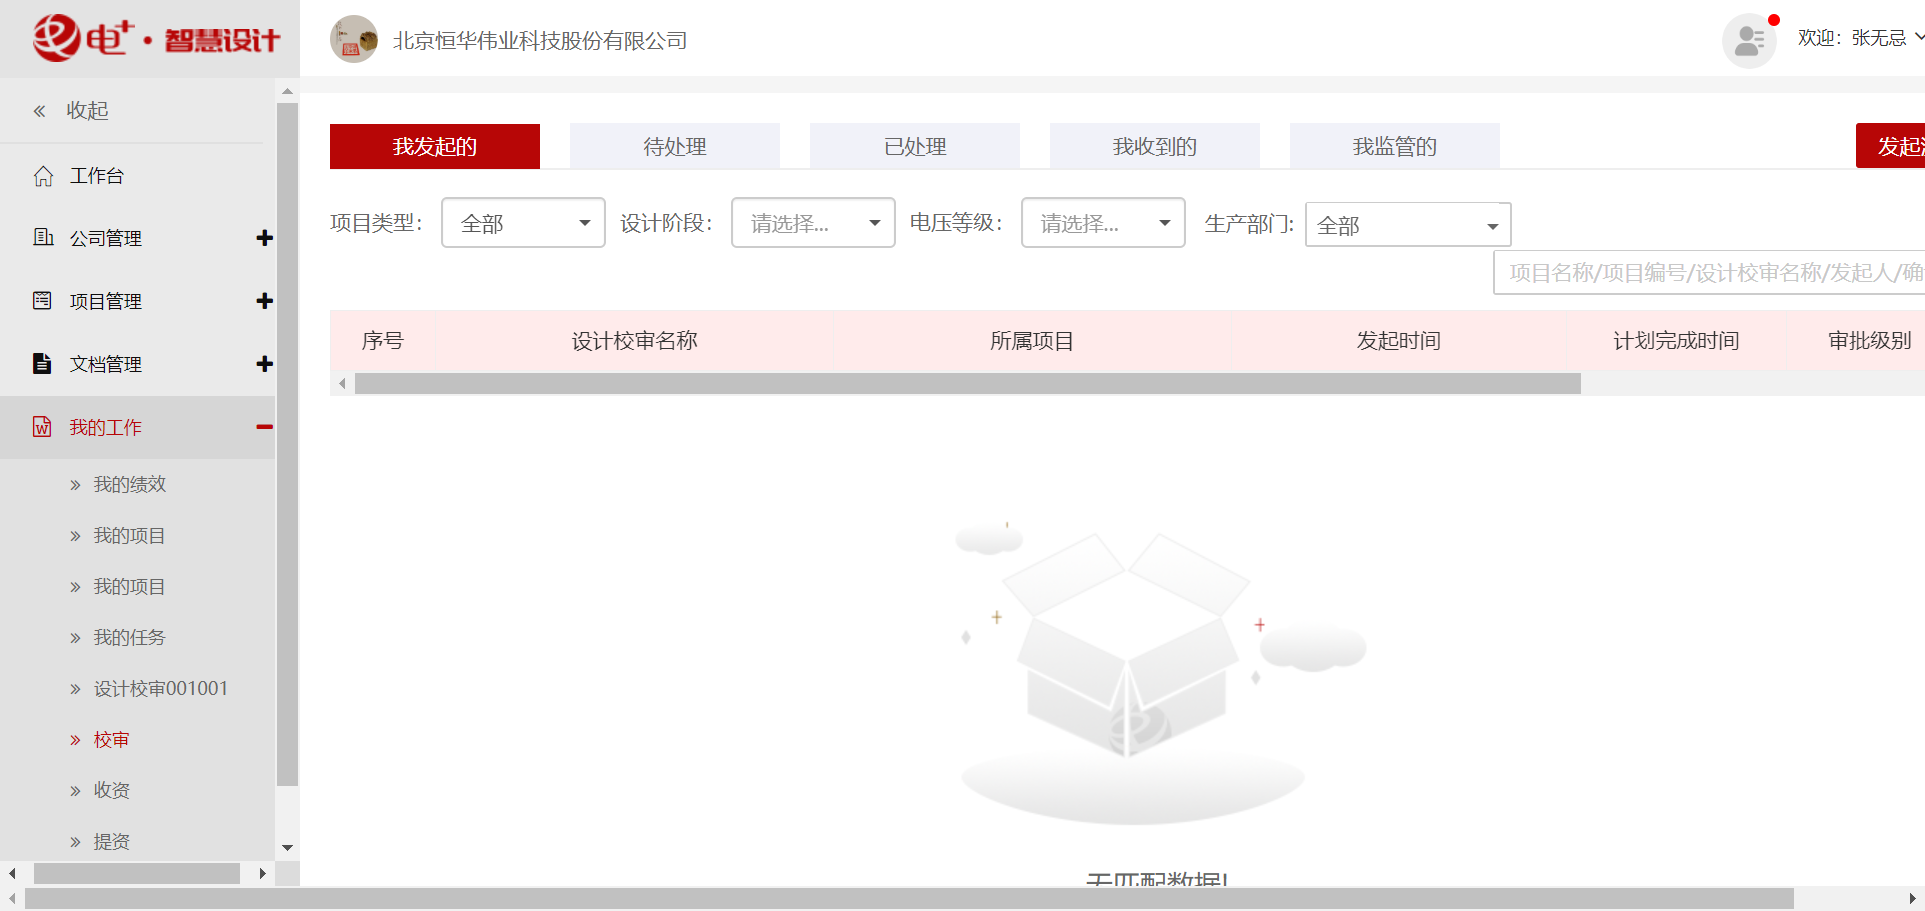 电+·智慧设计
北京恒华伟业科技股份有限公司
欢迎：张无忌
收起
工作台
公司管理
项目管理
文档管理
我的工作
我的绩效
我的项目
我的项目
我的任务
设计校审001001
校审
收资
提资
我发起的 待处理 已处理 我收到的 我监管的 发起
项目类型： 全部 设计阶段： 请选择... 电压等级： 请选择... 生产部门: 全部
项目名称/项目编号/设计校审名称/发起人/确
序号 设计校审名称 所属项目 发起时间 计划完成时间 审批级别
无匹配数据!